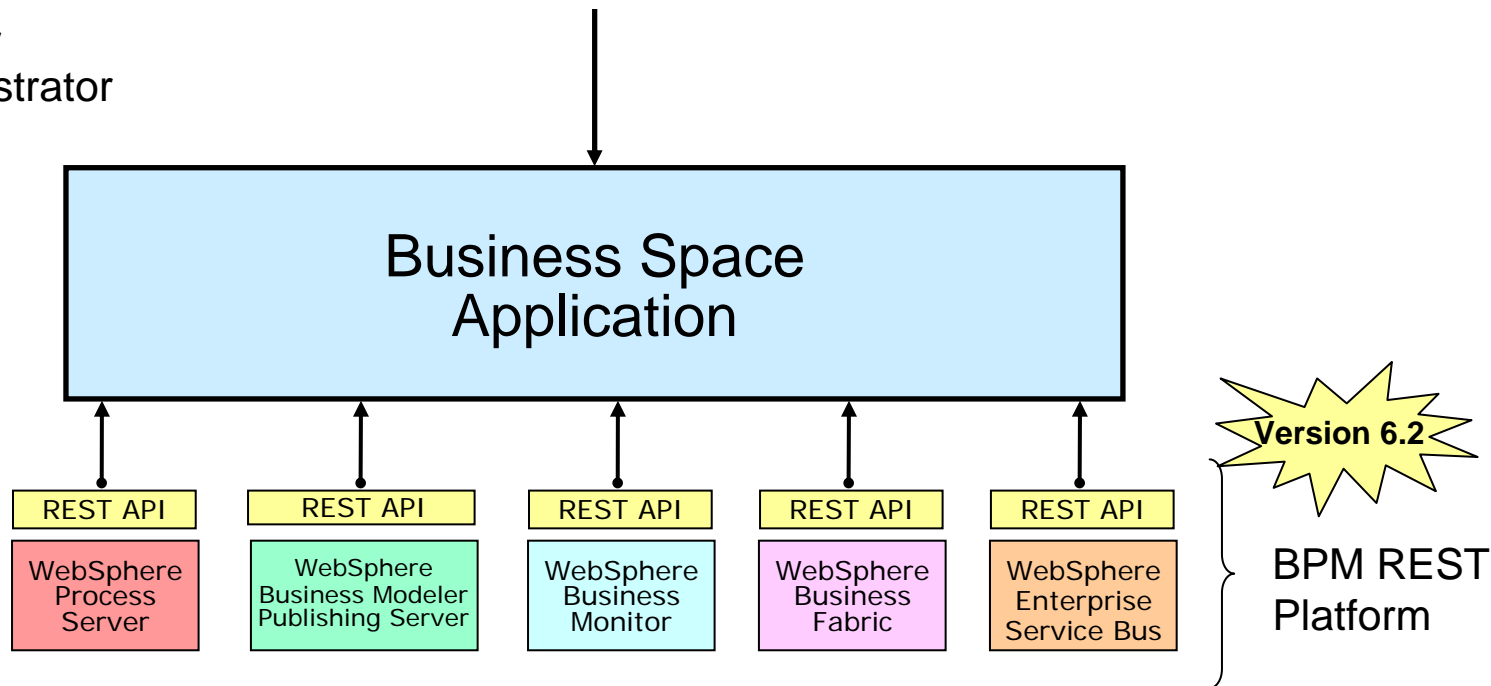 strator
Business Space
Application
Version 6.2
REST API
REST API
REST API
REST API
REST API
WebSphere
Process
Server
WebSphere
Business Modeler
Publishing Server
WebSphere
Business
Monitor
WebSphere
Business
Fabric
WebSphere
Enterprise
Service Bus
BPM REST
Platform